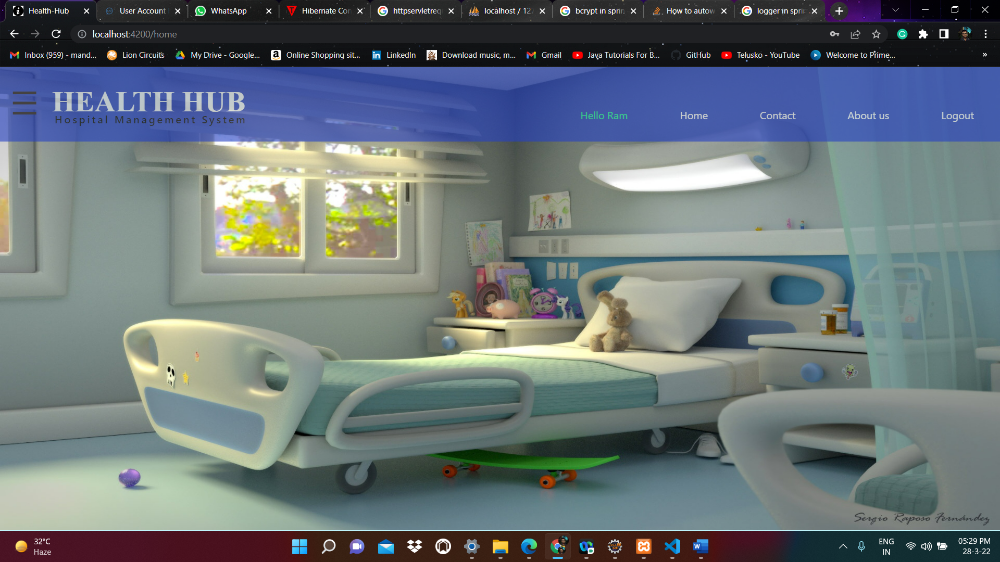 Health-Hub
User Account
WhatsApp
Hibernate Con
httpservletreq
localhost / 127
bcrypt in sprin
How to autow
logger in sprin
localhost:4200/home
Inbox (959) - mand...
Lion Circuits
My Drive - Google...
Online Shopping sit...
LinkedIn
Download music, m...
Gmail
Java Tutorials For B...
GitHub
Telusko - YouTube
Welcome to Prime...
»
HEALTH HUB
Hospital Management System
Hello Ram
Home
Contact
About us
Logout
Sergio Raposo Fernández
32°C
Haze
ENG
IN
05:29 PM
28-3-22